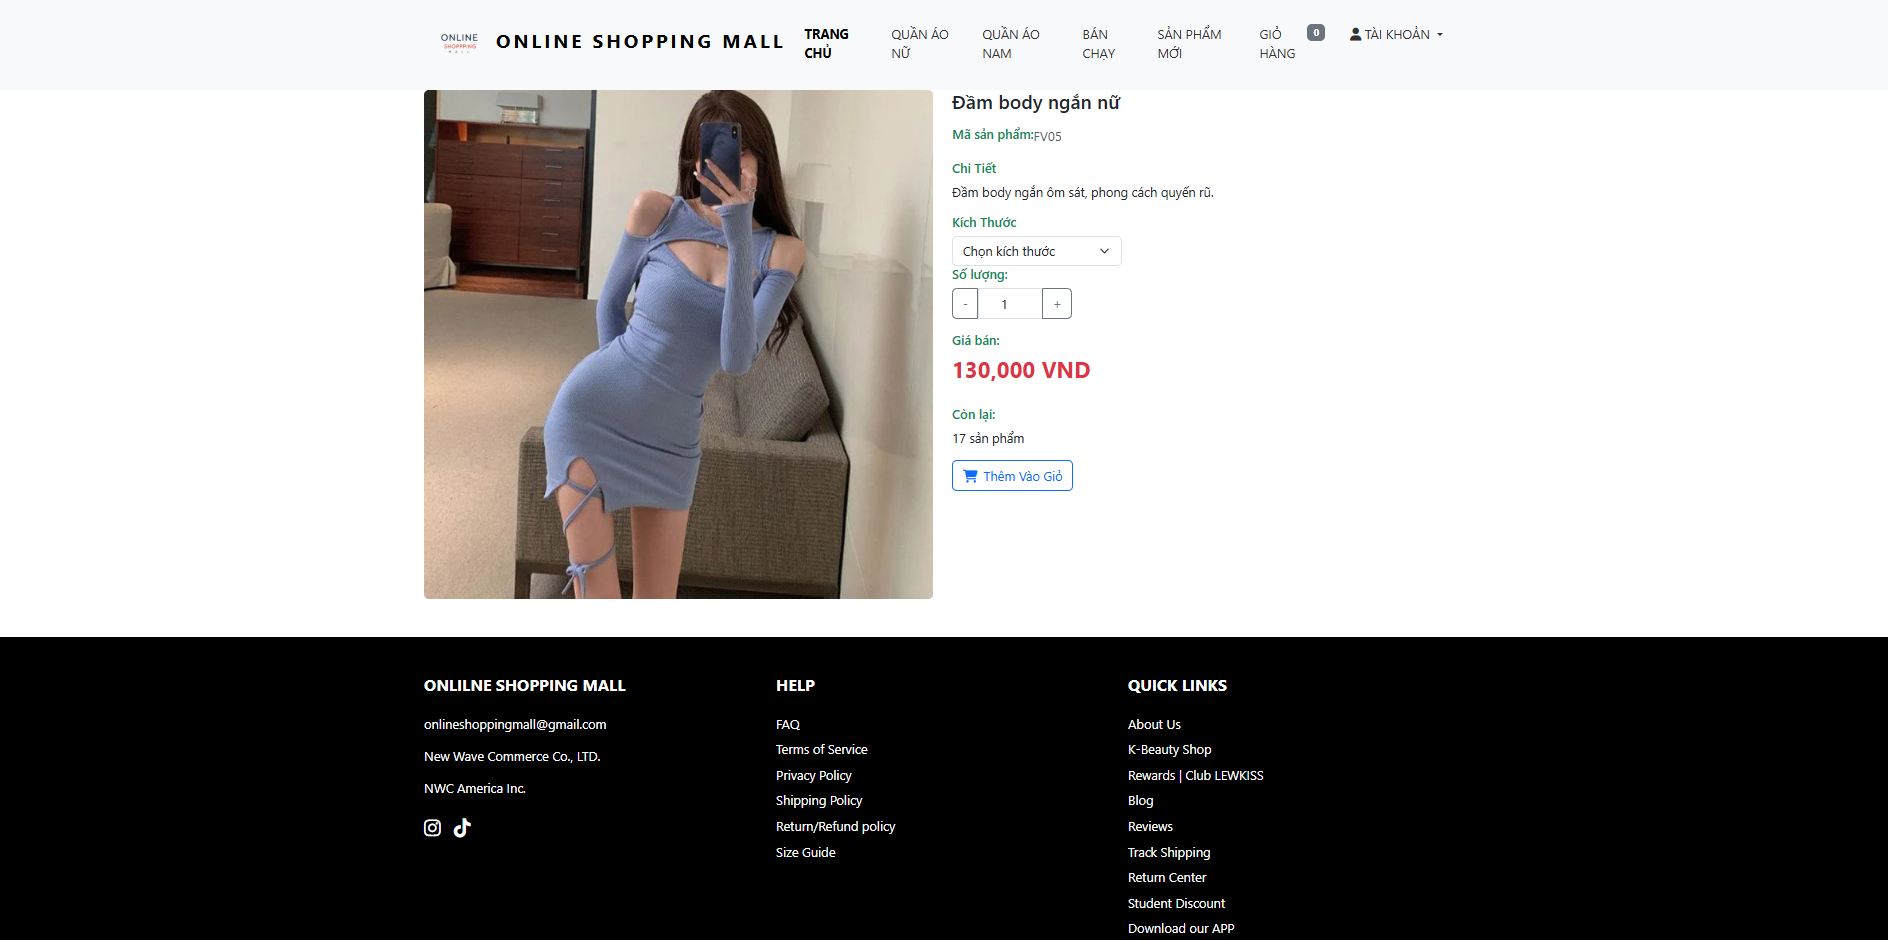 ONLINE
SHOPPPING
MALL
ONLINE SHOPPING MALL
TRANG
CHỦ
QUẦN ÁO
NỮ
QUẦN ÁO
NAM
BÁN
CHẠY
SẢN PHẨM
MỚI
GIỎ
HÀNG
0
TÀI KHOẢN
Đầm body ngắn nữ
Mã sản phẩm:FV05
Chi Tiết
Đầm body ngắn ôm sát, phong cách quyến rũ.
Kích Thước
Chọn kích thước
Số lượng:
- 1 +
Giá bán:
130,000 VND
Còn lại:
17 sản phẩm
Thêm Vào Giỏ
ONLILNE SHOPPING MALL
onlineshoppingmall@gmail.com
New Wave Commerce Co., LTD.
NWC America Inc.
HELP
FAQ
Terms of Service
Privacy Policy
Shipping Policy
Return/Refund policy
Size Guide
QUICK LINKS
About Us
K-Beauty Shop
Rewards | Club LEWKISS
Blog
Reviews
Track Shipping
Return Center
Student Discount
Download our APP